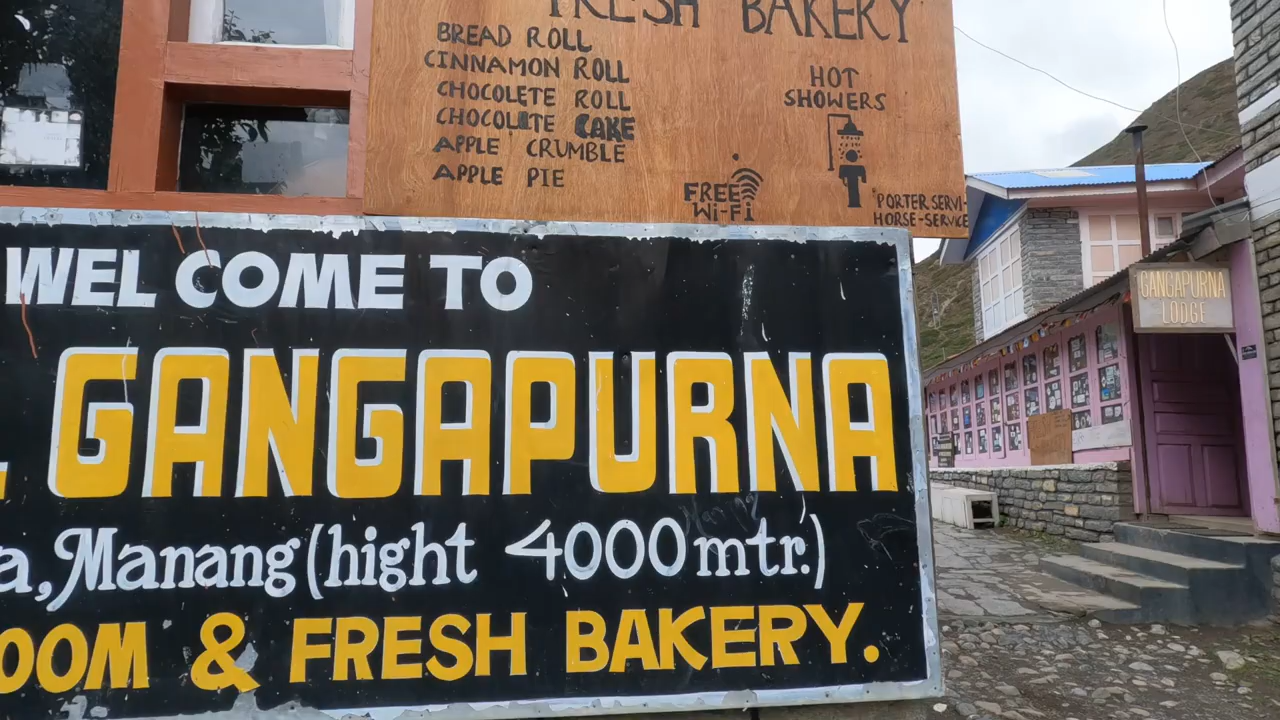 FRESH BAKERY
BREAD ROLL
CINNAMON ROLL
CHOCOLETE ROLL
CHOCOLETE CAKE
APPLE CRUMBLE
APPLE PIE
HOT
SHOWERS
FREE
Wi-Fi
PORTER SERVI-
HORSE-SERVICE
WEL COME TO
GANGAPURNA
a, Manang (hight 4000 mtr.)
OOM & FRESH BAKERY.
GANGAPURNA
LODGE